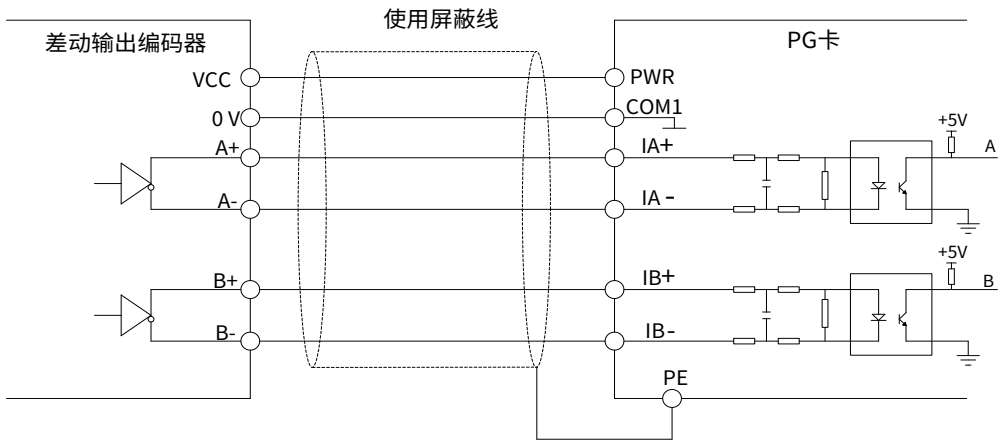 使用屏蔽线
差动输出编码器
PG卡
VCC
PWR
0 V
COM1
A+
IA+
+5V
A
A-
IA -
+5V
B+
IB+
B
B-
IB-
PE